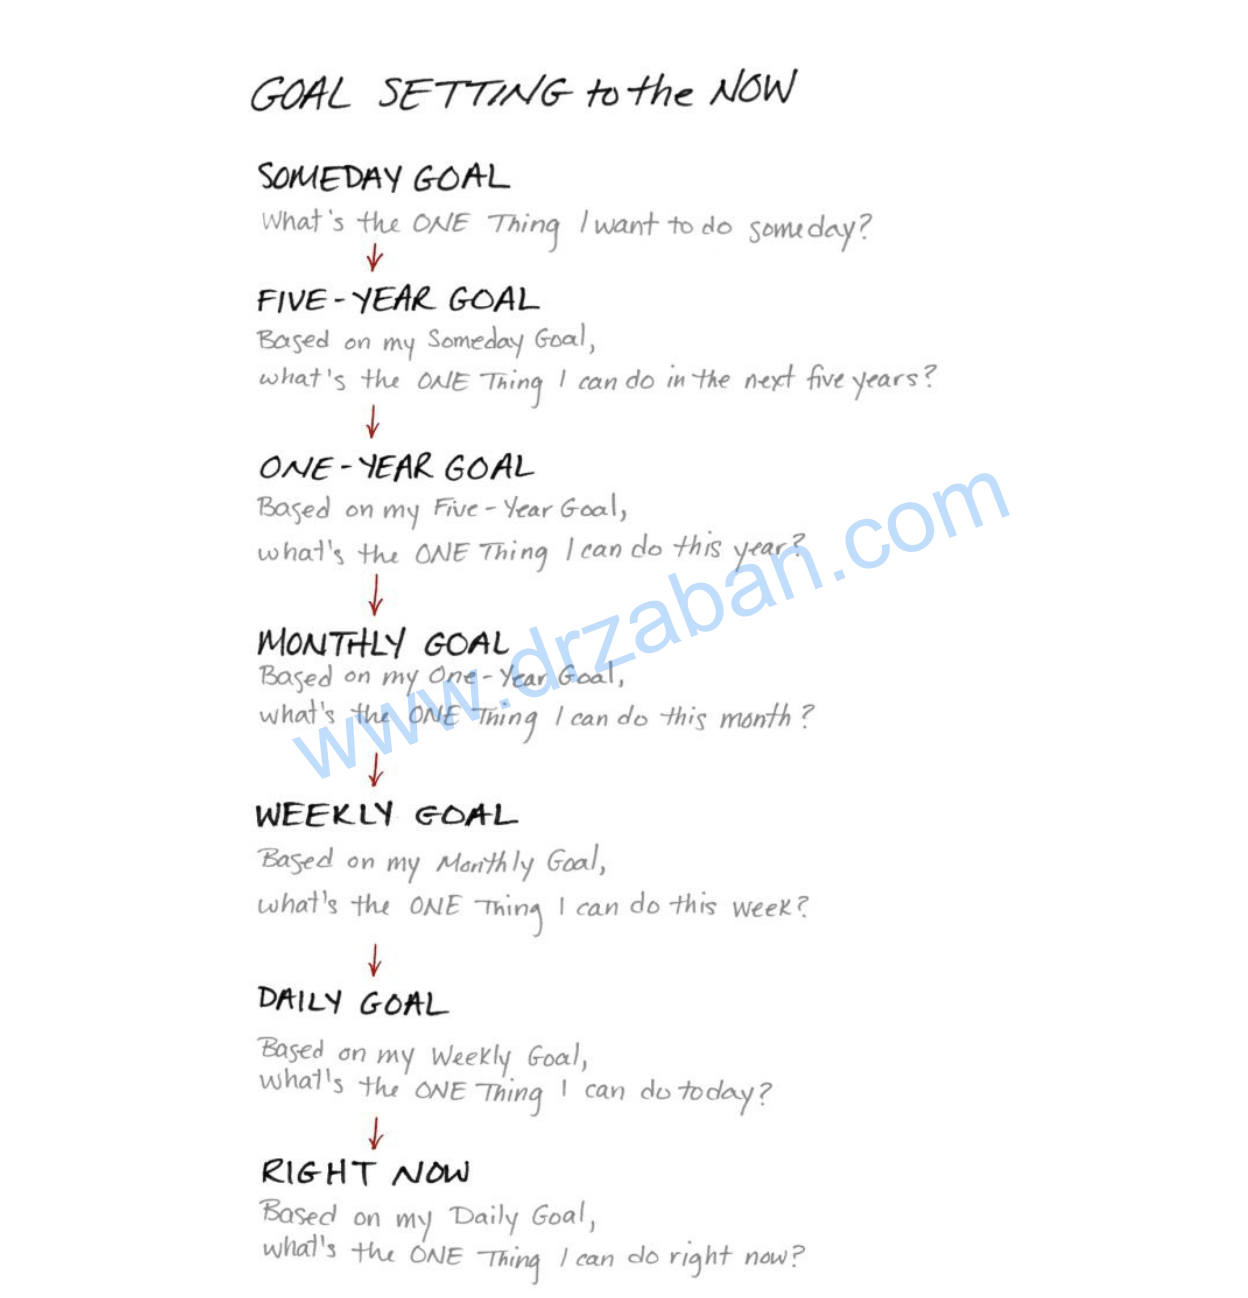 GOAL SETTING to the NOW
SOMEDAY GOAL
What's the ONE Thing I want to do someday?
FIVE-YEAR GOAL
Based on my Someday Goal,
what's the ONE Thing I can do in the next five years?
ONE-YEAR GOAL
Based on my Five-Year Goal,
what's the ONE Thing I can do this year?
MONTHLY GOAL
Based on my One-Year Goal,
what's the ONE Thing I can do this month?
www.drzaban.com
WEEKLY GOAL
Based on my Monthly Goal,
what's the ONE Thing I can do this week?
DAILY GOAL
Based on my Weekly Goal,
what's the ONE Thing I can do today?
RIGHT NOW
Based on my Daily Goal,
what's the ONE Thing I can do right now?